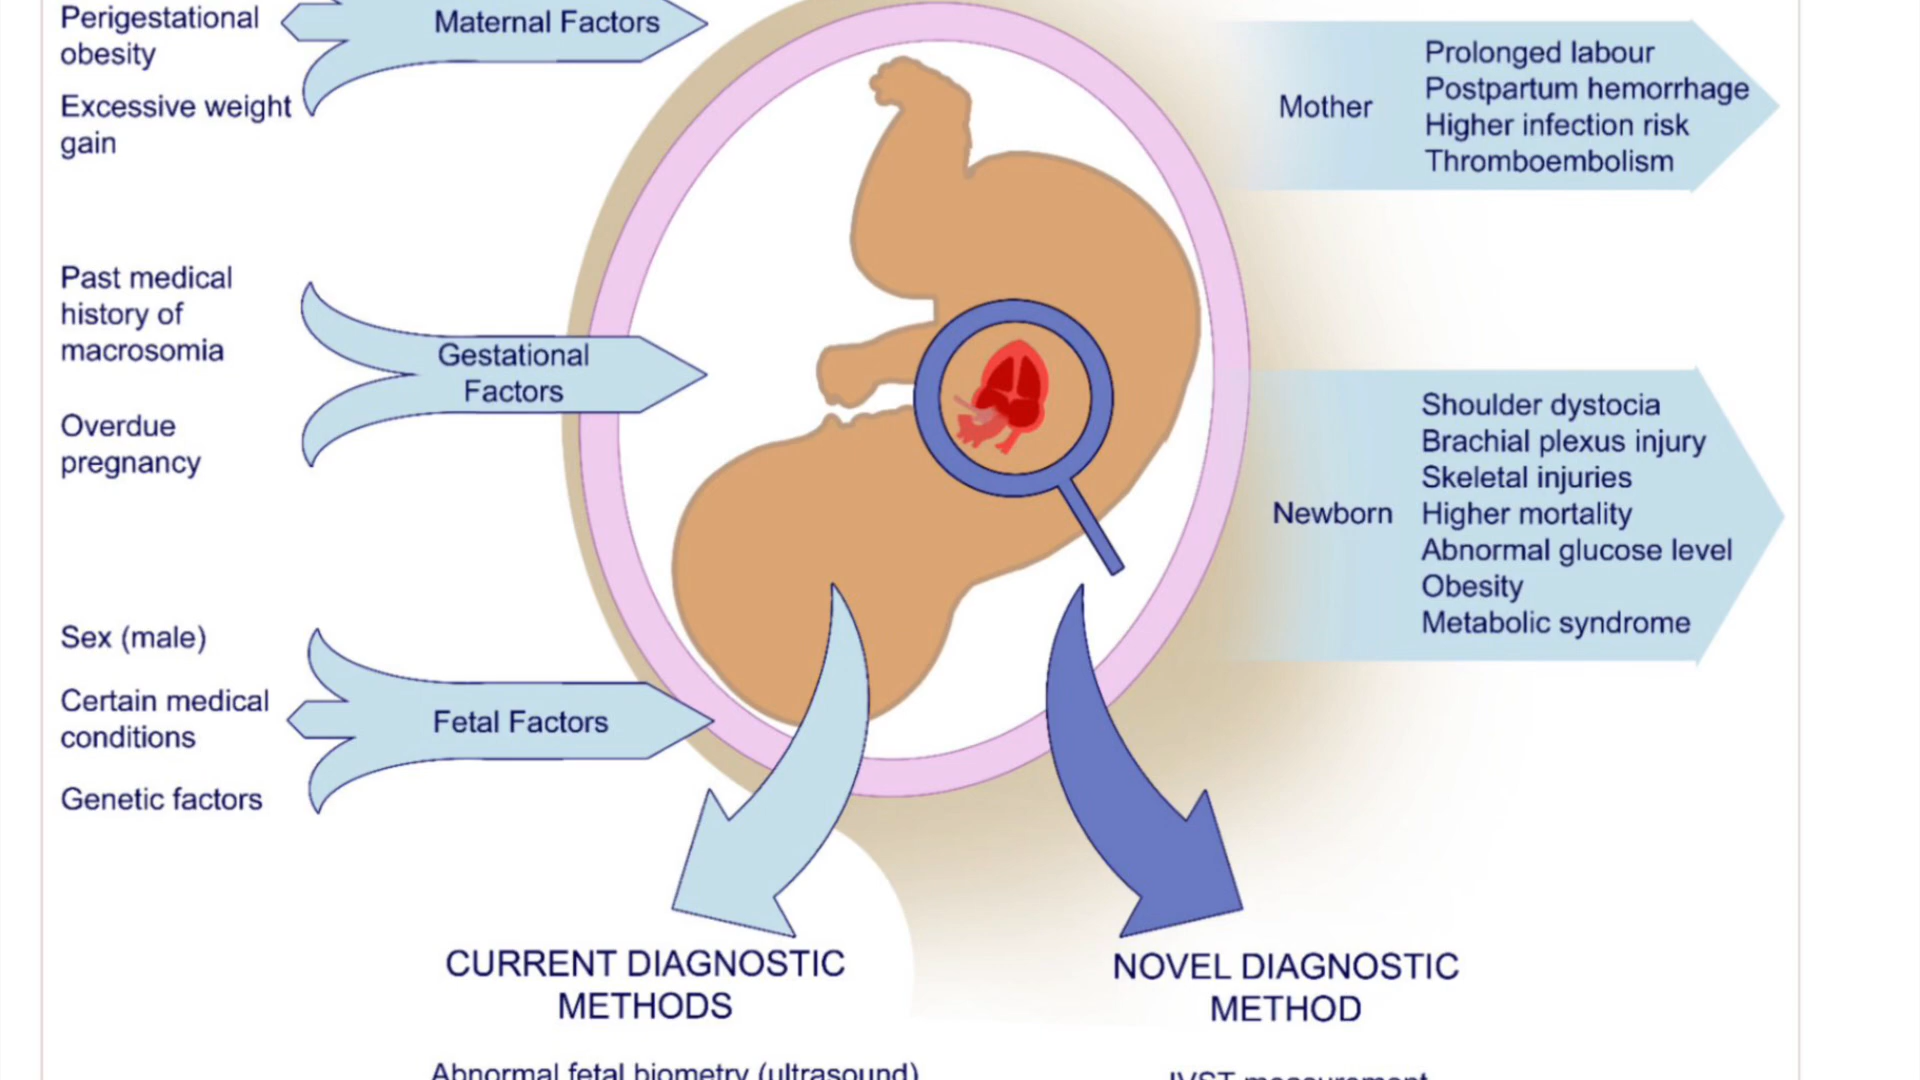 Perigestational
obesity
Excessive weight
gain
Maternal Factors
Past medical
history of
macrosomia
Overdue
pregnancy
Gestational
Factors
Sex (male)
Certain medical
conditions
Genetic factors
Fetal Factors
Mother
Prolonged labour
Postpartum hemorrhage
Higher infection risk
Thromboembolism
Newborn
Shoulder dystocia
Brachial plexus injury
Skeletal injuries
Higher mortality
Abnormal glucose level
Obesity
Metabolic syndrome
CURRENT DIAGNOSTIC
METHODS
Abnormal fetal biometry (ultrasound)
NOVEL DIAGNOSTIC
METHOD
IVST measurement